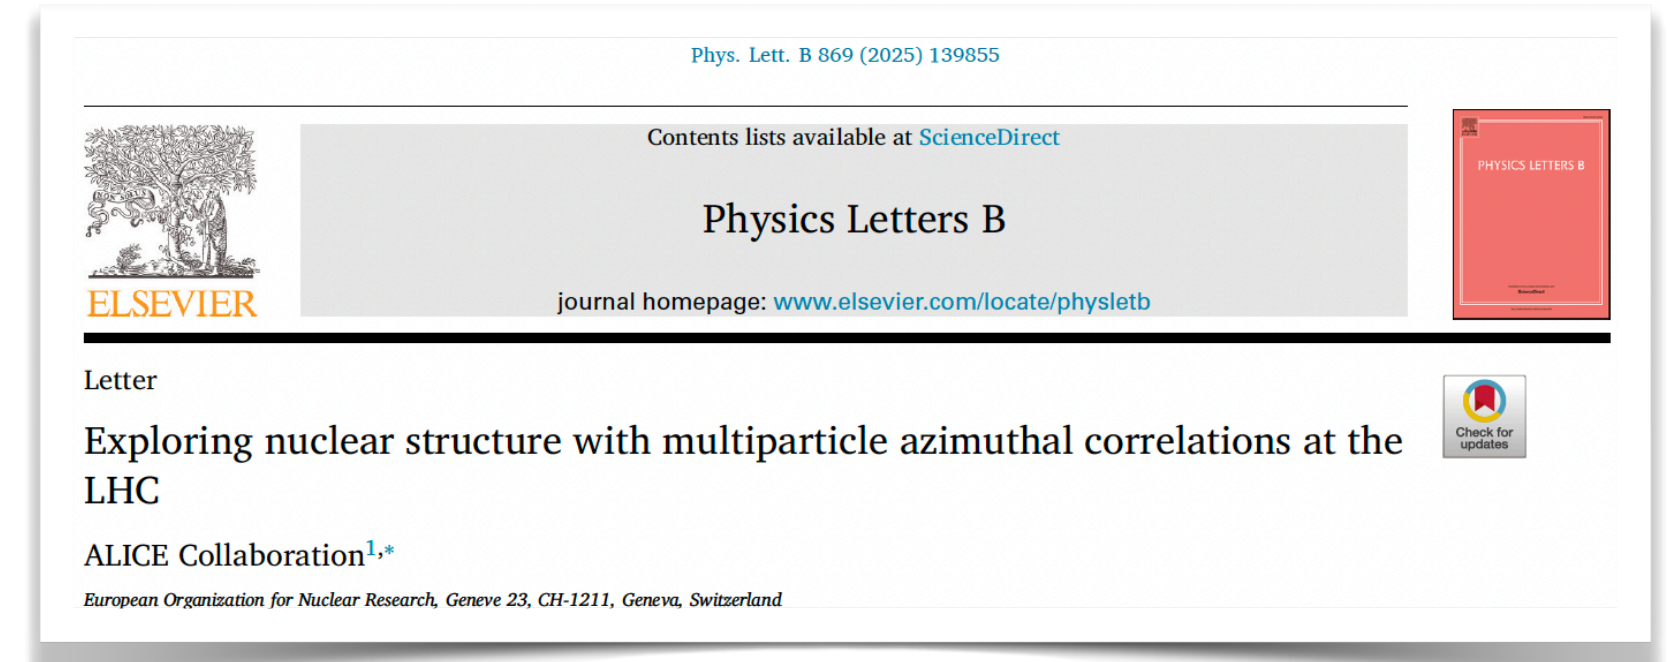 Phys. Lett. B 869 (2025) 139855
Contents lists available at ScienceDirect
Physics Letters B
journal homepage: www.elsevier.com/locate/physletb
ELSEVIER
PHYSICS LETTERS B
Letter
Check for
updates
Exploring nuclear structure with multiparticle azimuthal correlations at the
LHC
ALICE Collaboration1,*
European Organization for Nuclear Research, Geneve 23, CH-1211, Geneva, Switzerland